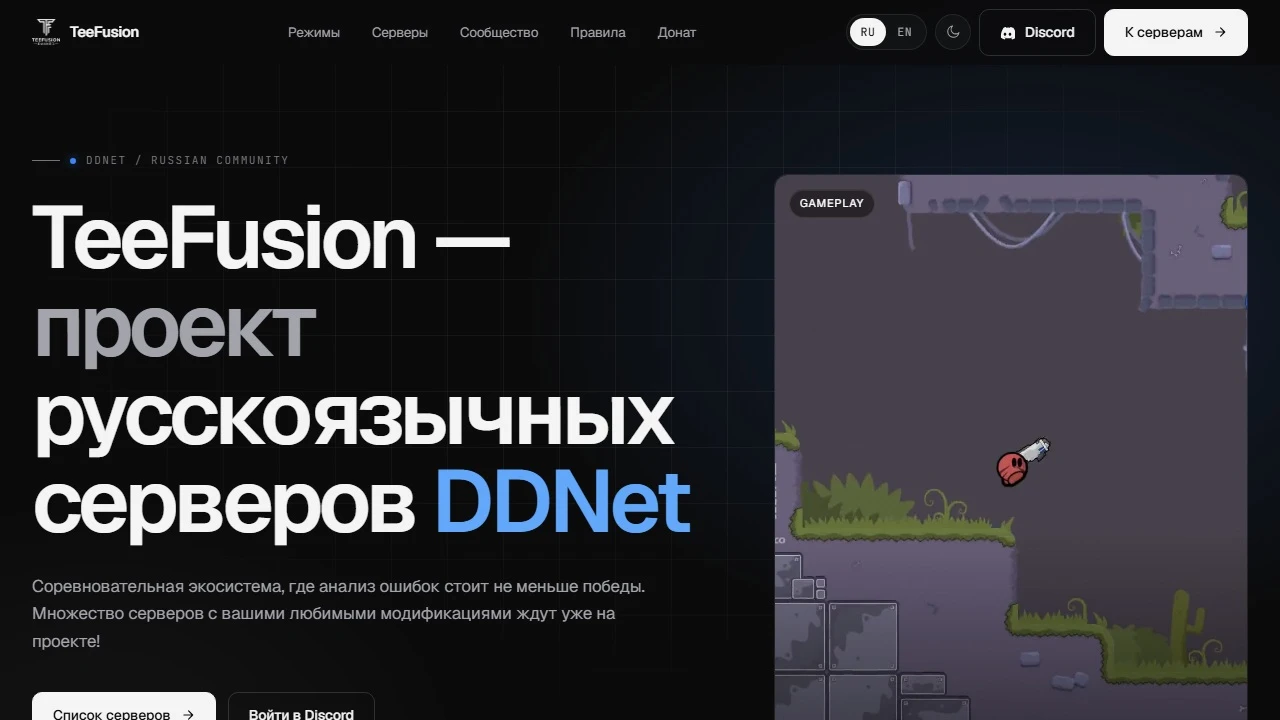 TEEFUSION
TeeFusion
Режимы
Серверы
Сообщество
Правила
Донат
RU
EN
Discord
К серверам →
DDNET / RUSSIAN COMMUNITY
TeeFusion —
проект
русскоязычных
серверов DDNet
Соревновательная экосистема, где анализ ошибок стоит не меньше победы.
Множество серверов с вашими любимыми модификациями ждут уже на
проекте!
Список серверов →
Войти в Discord
GAMEPLAY